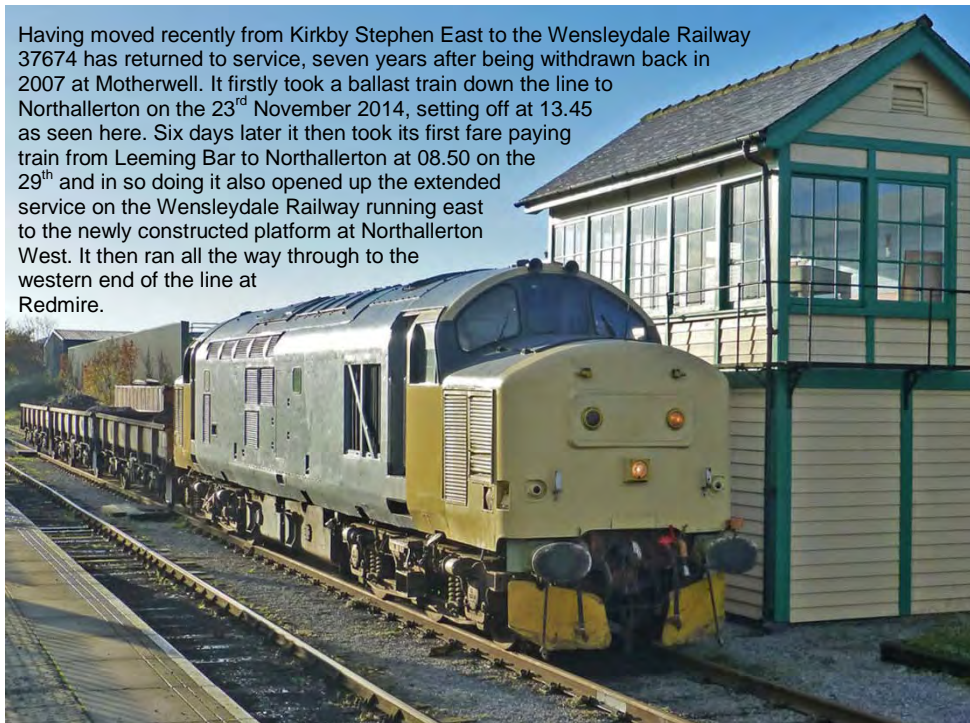 Having moved recently from Kirkby Stephen East to the Wensleydale Railway
37674 has returned to service, seven years after being withdrawn back in
2007 at Motherwell. It firstly took a ballast train down the line to
Northallerton on the 23rd November 2014, setting off at 13.45
as seen here. Six days later it then took its first fare paying
train from Leeming Bar to Northallerton at 08.50 on the
29th and in so doing it also opened up the extended
service on the Wensleydale Railway running east
to the newly constructed platform at Northallerton
West. It then ran all the way through to the
western end of the line at
Redmire.